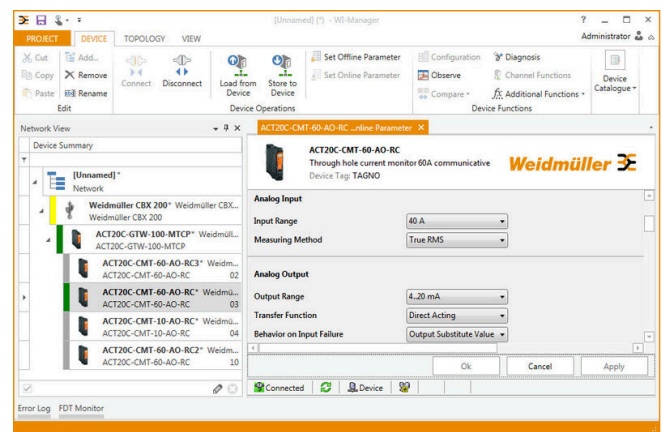 [Unnamed] (*) - WI-Manager
PROJECT DEVICE TOPOLOGY VIEW Administrator
Cut Add... Set Offline Parameter Configuration Diagnosis
Copy Remove Connect Disconnect Load from Device Store to Device Set Online Parameter Observe Channel Functions Device Catalogue
Paste Rename Compare Additional Functions
Edit Device Operations Device Functions
Network View
Device Summary
[Unnamed]*
Network
Weidmüller CBX 200* Weidmüller CBX...
Weidmüller CBX 200
ACT20C-GTW-100-MTCP* Weidmüll...
ACT20C-GTW-100-MTCP
ACT20C-CMT-60-AO-RC3* Weidm...
ACT20C-CMT-60-AO-RC 02
ACT20C-CMT-60-AO-RC* Weidmü...
ACT20C-CMT-60-AO-RC 03
ACT20C-CMT-10-AO-RC* Weidmü...
ACT20C-CMT-10-AO-RC 04
ACT20C-CMT-60-AO-RC2* Weidm...
ACT20C-CMT-60-AO-RC 10
ACT20C-CMT-60-AO-RC ...nline Parameter
ACT20C-CMT-60-AO-RC
Through hole current monitor 60A communicative
Device Tag: TAGNO
Weidmüller
Analog Input
Input Range 40 A
Measuring Method True RMS
Analog Output
Output Range 4..20 mA
Transfer Function Direct Acting
Behavior on Input Failure Output Substitute Value
Ok Cancel Apply
Connected Device
Error Log FDT Monitor